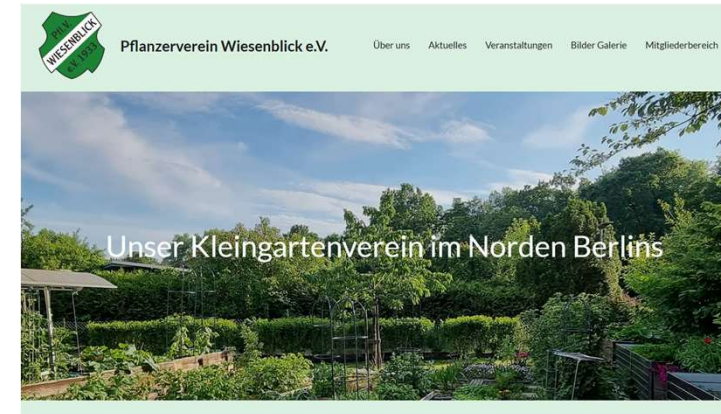 Pfl.V.
WIESENBLICK
e.V. 1933
Pflanzerverein Wiesenblick e.V.
Über uns Aktuelles Veranstaltungen Bilder Galerie Mitgliederbereich
Unser Kleingartenverein im Norden Berlins